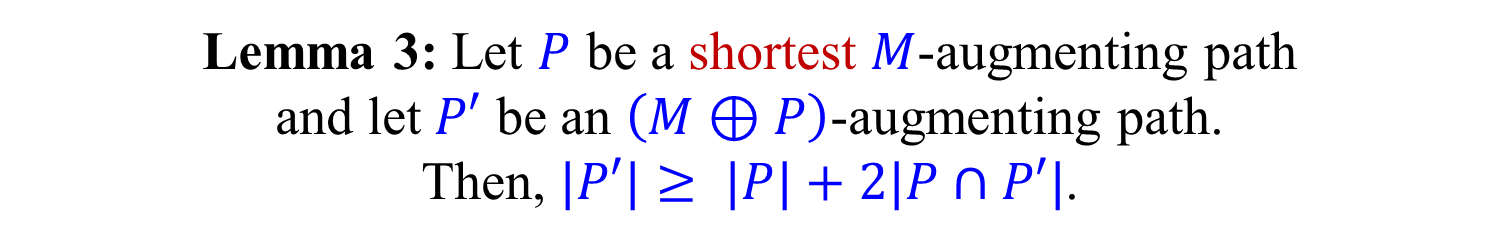 Lemma 3: Let P be a shortest M-augmenting path
and let P′ be an (M ⊕ P)-augmenting path.
Then, |P′| ≥ |P| + 2|P ∩ P′|.